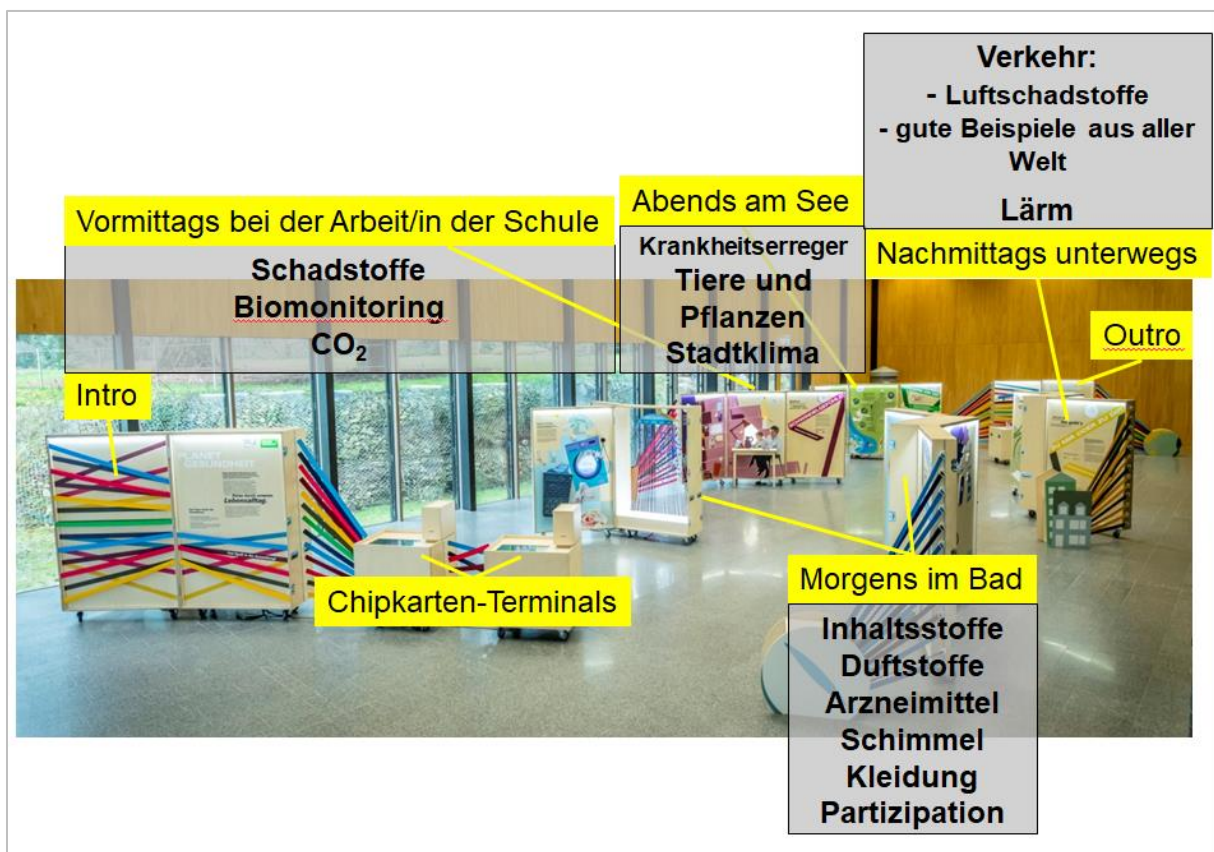 Verkehr:
- Luftschadstoffe
- gute Beispiele aus aller
Welt
Lärm
Nachmittags unterwegs
Abends am See
Krankheitserreger
Tiere und
Pflanzen
Stadtklima
Vormittags bei der Arbeit/in der Schule
Schadstoffe
Biomonitoring
CO₂
Outro
Intro
PLANET
GESUNDHEIT
Lebensalltag.
Chipkarten-Terminals
Morgens im Bad
Inhaltsstoffe
Duftstoffe
Arzneimittel
Schimmel
Kleidung
Partizipation